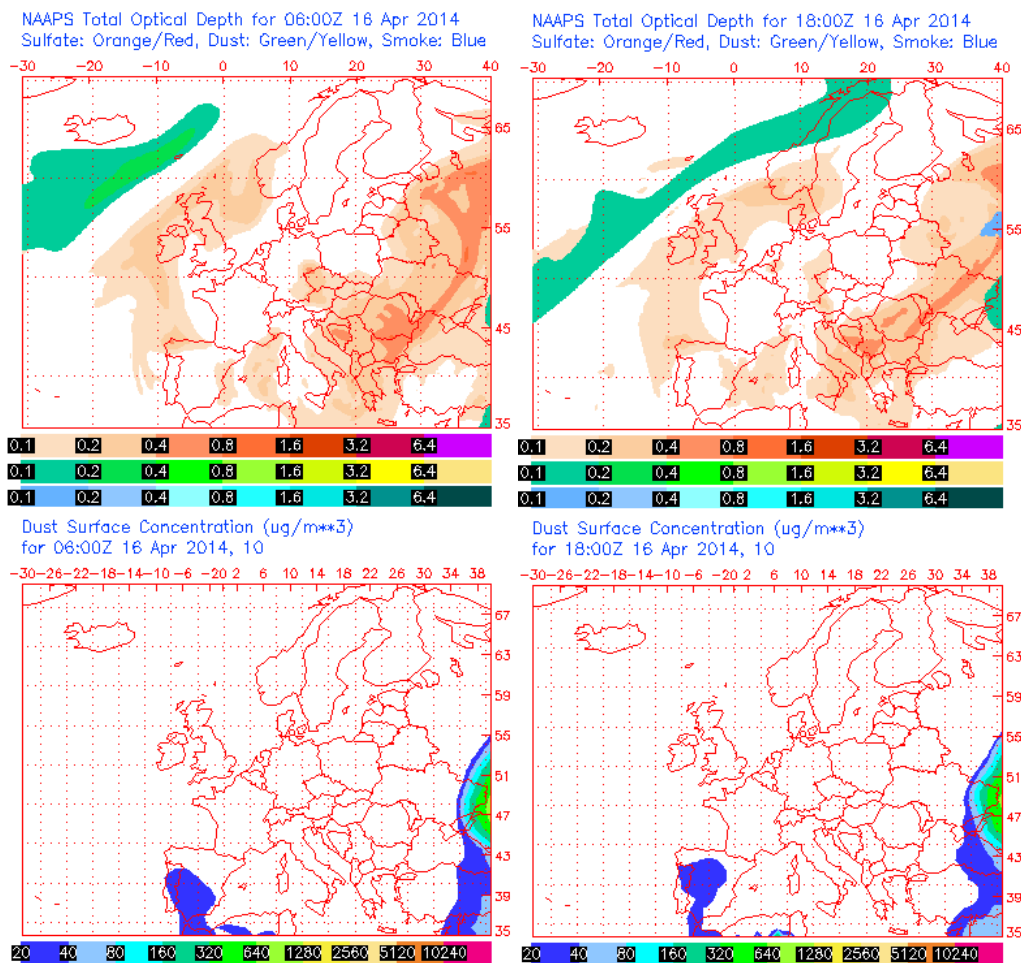 NAAPS Total Optical Depth for 06:00Z 16 Apr 2014
Sulfate: Orange/Red, Dust: Green/Yellow, Smoke: Blue
-30 -20 -10 0 10 20 30 40
65
55
45
35
0.1 0.2 0.4 0.8 1.6 3.2 6.4
0.1 0.2 0.4 0.8 1.6 3.2 6.4
0.1 0.2 0.4 0.8 1.6 3.2 6.4
NAAPS Total Optical Depth for 18:00Z 16 Apr 2014
Sulfate: Orange/Red, Dust: Green/Yellow, Smoke: Blue
-30 -20 -10 0 10 20 30 40
65
55
45
35
0.1 0.2 0.4 0.8 1.6 3.2 6.4
0.1 0.2 0.4 0.8 1.6 3.2 6.4
0.1 0.2 0.4 0.8 1.6 3.2 6.4
Dust Surface Concentration (ug/m**3)
for 06:00Z 16 Apr 2014, 10
-30-26-22-18-14-10-6-20 2 6 10 14 18 22 26 30 34 38
67
63
59
55
51
47
43
39
35
20 40 80 160 320 640 1280 2560 5120 10240
Dust Surface Concentration (ug/m**3)
for 18:00Z 16 Apr 2014, 10
-30-26-22-18-14-10-6-20 2 6 10 14 18 22 26 30 34 38
67
63
59
55
51
47
43
39
35
20 40 80 160 320 640 1280 2560 5120 10240